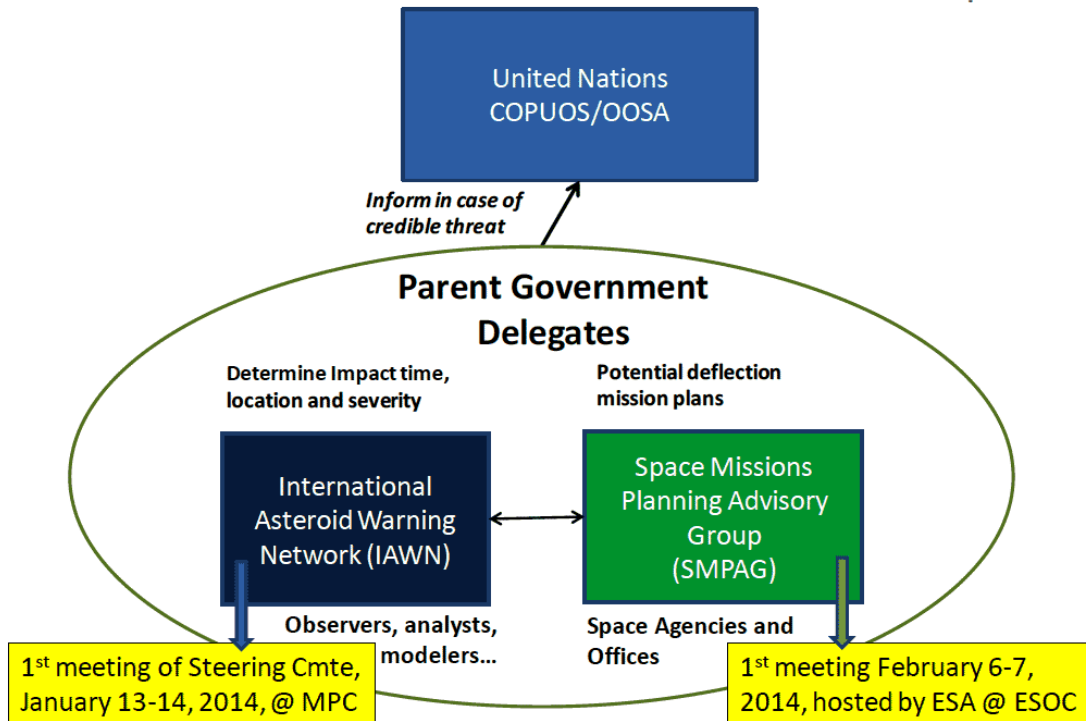 United Nations
COPUOS/OOSA
Inform in case of
credible threat
Parent Government
Delegates
Determine Impact time,
location and severity
Potential deflection
mission plans
International
Asteroid Warning
Network (IAWN)
Space Missions
Planning Advisory
Group
(SMPAG)
Observers, analysts,
modelers…
Space Agencies and
Offices
1st meeting of Steering Cmte,
January 13-14, 2014, @ MPC
1st meeting February 6-7,
2014, hosted by ESA @ ESOC